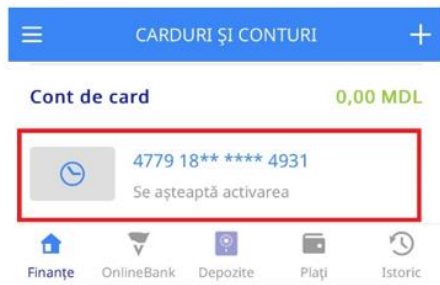 CARDURI ȘI CONTURI
Cont de card 0,00 MDL
4779 18** **** 4931
Se așteaptă activarea
Finanțe OnlineBank Depozite Plați Istoric